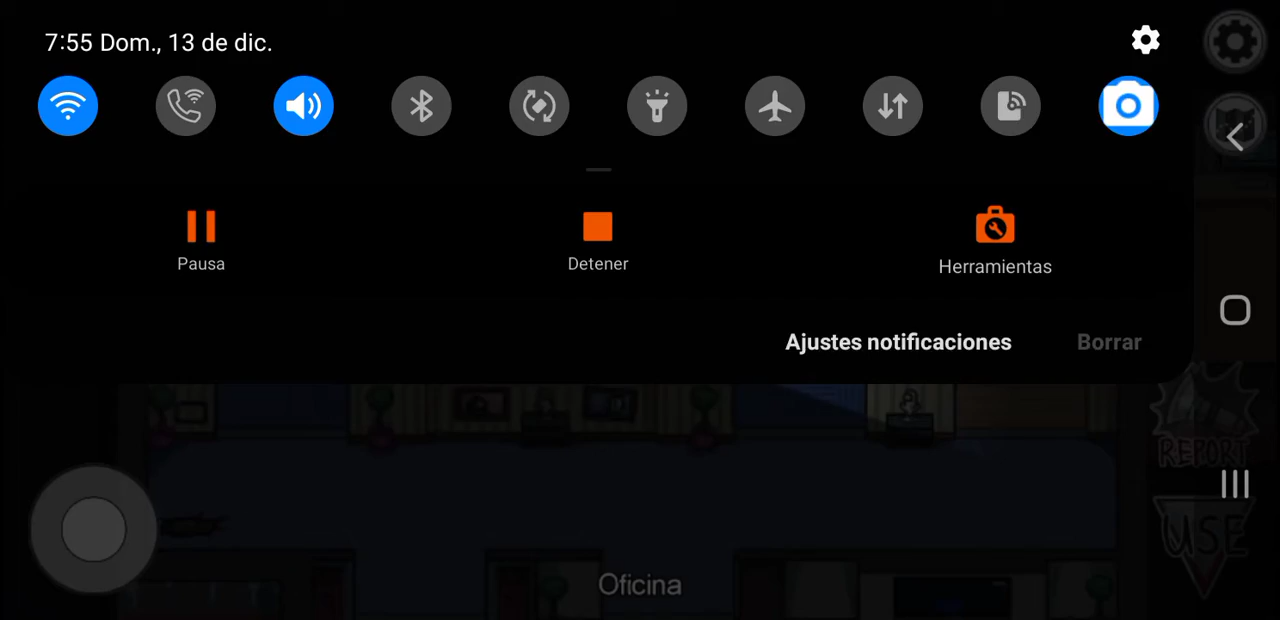 7:55 Dom., 13 de dic.
Pausa
Detener
Herramientas
Ajustes notificaciones
Borrar
REPORT
USE
Oficina